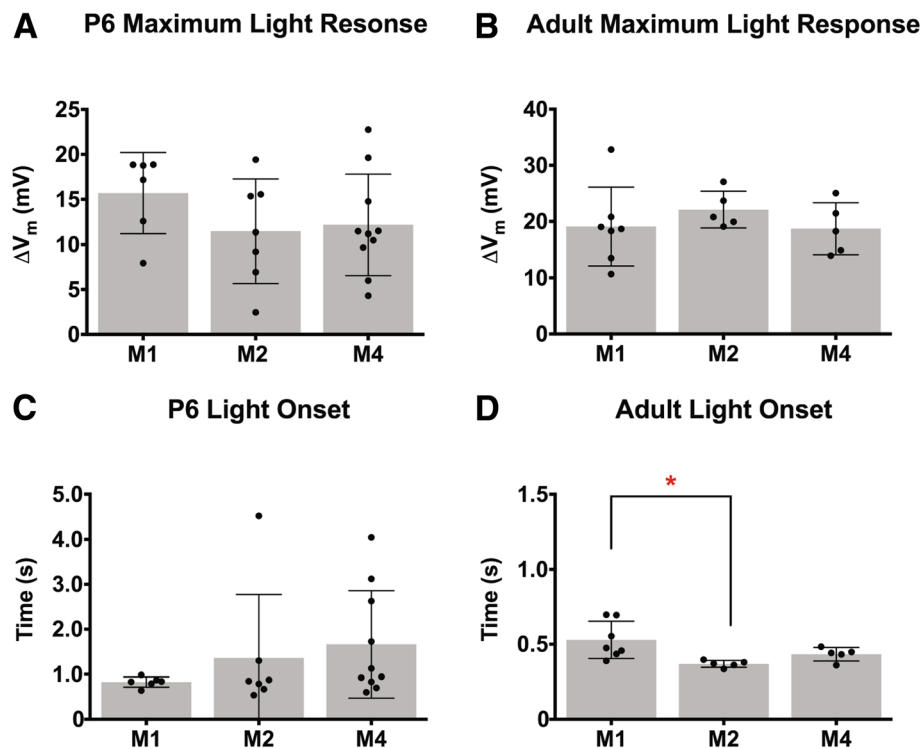 A P6 Maximum Light Resonse
25
20
15
10
5
0
ΔVm (mV)
M1 M2 M4
B Adult Maximum Light Response
40
30
20
10
0
ΔVm (mV)
M1 M2 M4
C P6 Light Onset
5.0
4.0
3.0
2.0
1.0
0
Time (s)
M1 M2 M4
D Adult Light Onset
*
1.5
1.0
0.5
0
Time (s)
M1 M2 M4